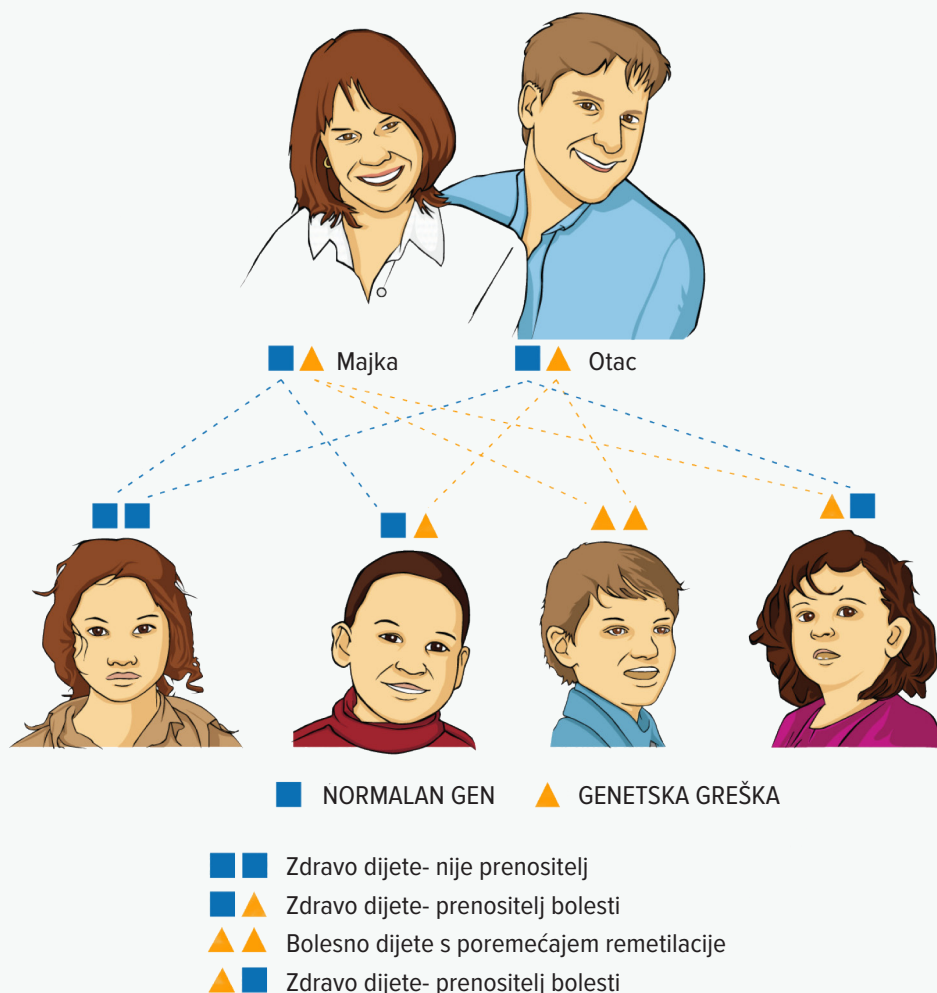 Majka
Otac
NORMALAN GEN
GENETSKA GREŠKA
Zdravo dijete- nije prenositelj
Zdravo dijete- prenositelj bolesti
Bolesno dijete s poremećajem remetilacije
Zdravo dijete- prenositelj bolesti